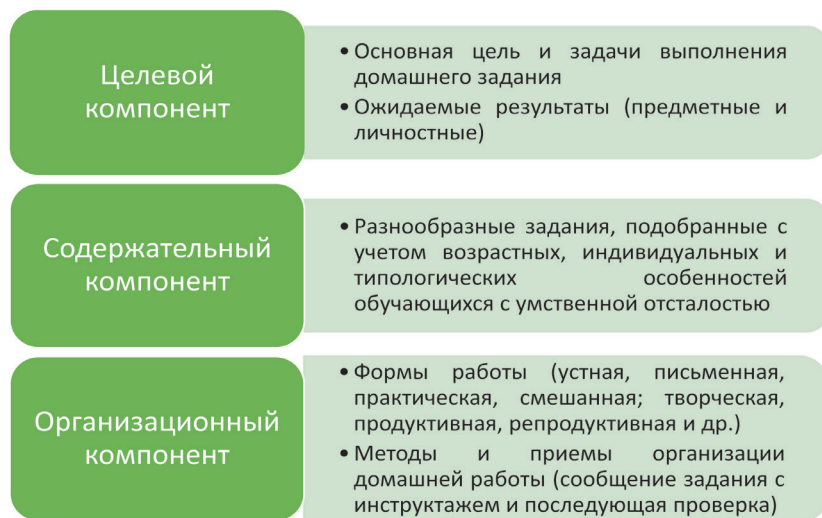 Целевой
компонент
• Основная цель и задачи выполнения
домашнего задания
• Ожидаемые результаты (предметные и
личностные)
Содержательный
компонент
• Разнообразные задания, подобранные с
учетом возрастных, индивидуальных и
типологических особенностей
обучающихся с умственной отсталостью
Организационный
компонент
• Формы работы (устная, письменная,
практическая, смешанная; творческая,
продуктивная, репродуктивная и др.)
• Методы и приемы организации
домашней работы (сообщение задания с
инструктажем и последующая проверка)